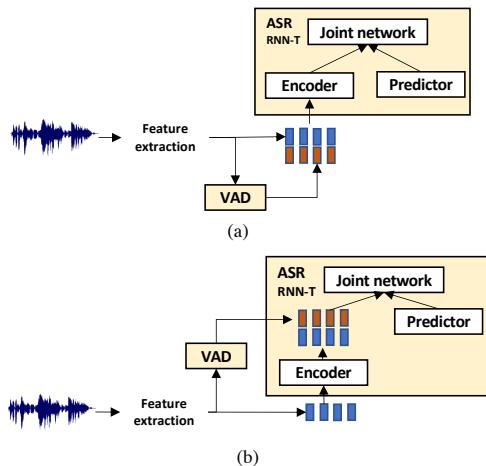 ASR
RNN-T
Joint network
Encoder
Predictor
Feature
extraction
VAD
(a)
ASR
RNN-T
Joint network
Predictor
VAD
Encoder
Feature
extraction
(b)